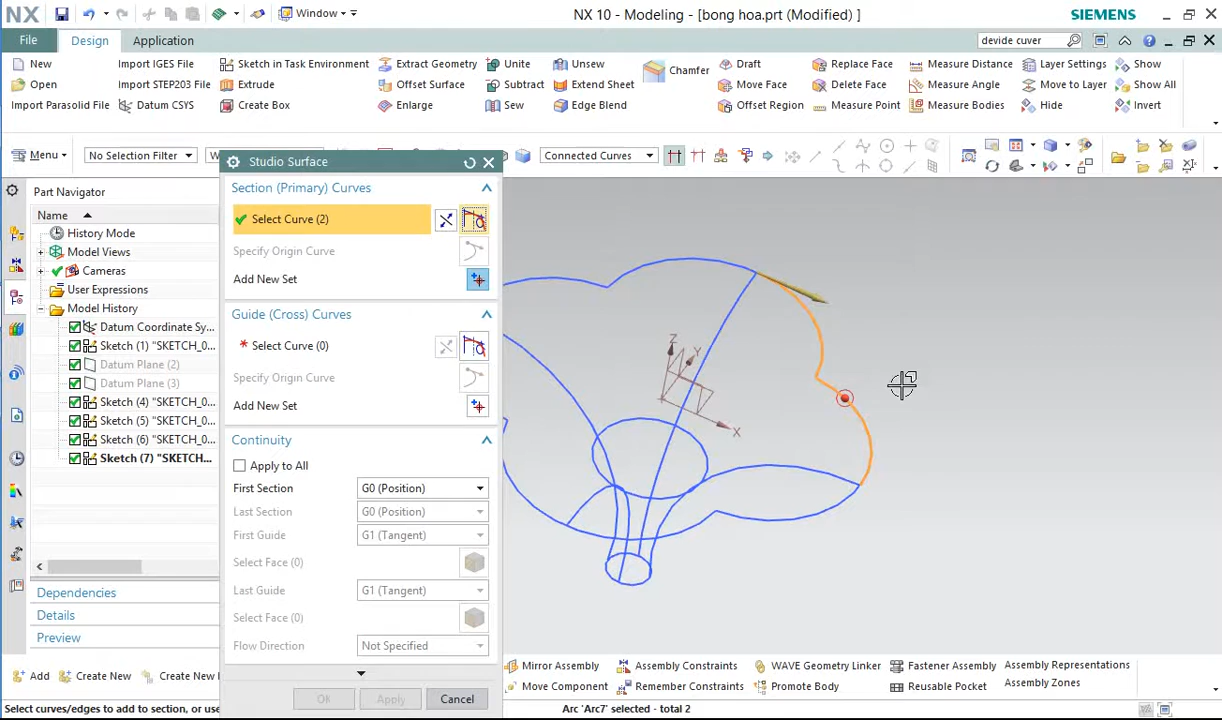 NX Window NX 10 - Modeling - [bong hoa.prt (Modified) ] SIEMENS
File Design Application devide cuver
New Import IGES File Sketch in Task Environment Extract Geometry Unite Unsew Chamfer Draft Replace Face Measure Distance Layer Settings Show
Open Import STEP203 File Extrude Offset Surface Subtract Extend Sheet Move Face Delete Face Measure Angle Move to Layer Show All
Import Parasolid File Datum CSYS Create Box Enlarge Sew Edge Blend Offset Region Measure Point Measure Bodies Hide Invert
Menu No Selection Filter W Connected Curves
Studio Surface
Part Navigator
Section (Primary) Curves
Name
Select Curve (2)
History Mode
Model Views
Specify Origin Curve
Cameras
Add New Set
User Expressions
Model History
Guide (Cross) Curves
Datum Coordinate Sy...
Sketch (1) "SKETCH_0...
Select Curve (0)
Datum Plane (2)
Specify Origin Curve
Datum Plane (3)
Sketch (4) "SKETCH_0...
Add New Set
Sketch (5) "SKETCH_0...
Sketch (6) "SKETCH_0...
Continuity
Sketch (7) "SKETCH...
Apply to All
First Section G0 (Position)
Last Section G0 (Position)
First Guide G1 (Tangent)
Select Face (0)
Last Guide G1 (Tangent)
Select Face (0)
Flow Direction Not Specified
Z
Y
X
Dependencies
Details
Preview
Add Create New Create New
Ok Apply Cancel
Mirror Assembly Assembly Constraints WAVE Geometry Linker Fastener Assembly Assembly Representations
Move Component Remember Constraints Promote Body Reusable Pocket Assembly Zones
Select curves/edges to add to section, or use Arc 'Arc7' selected - total 2